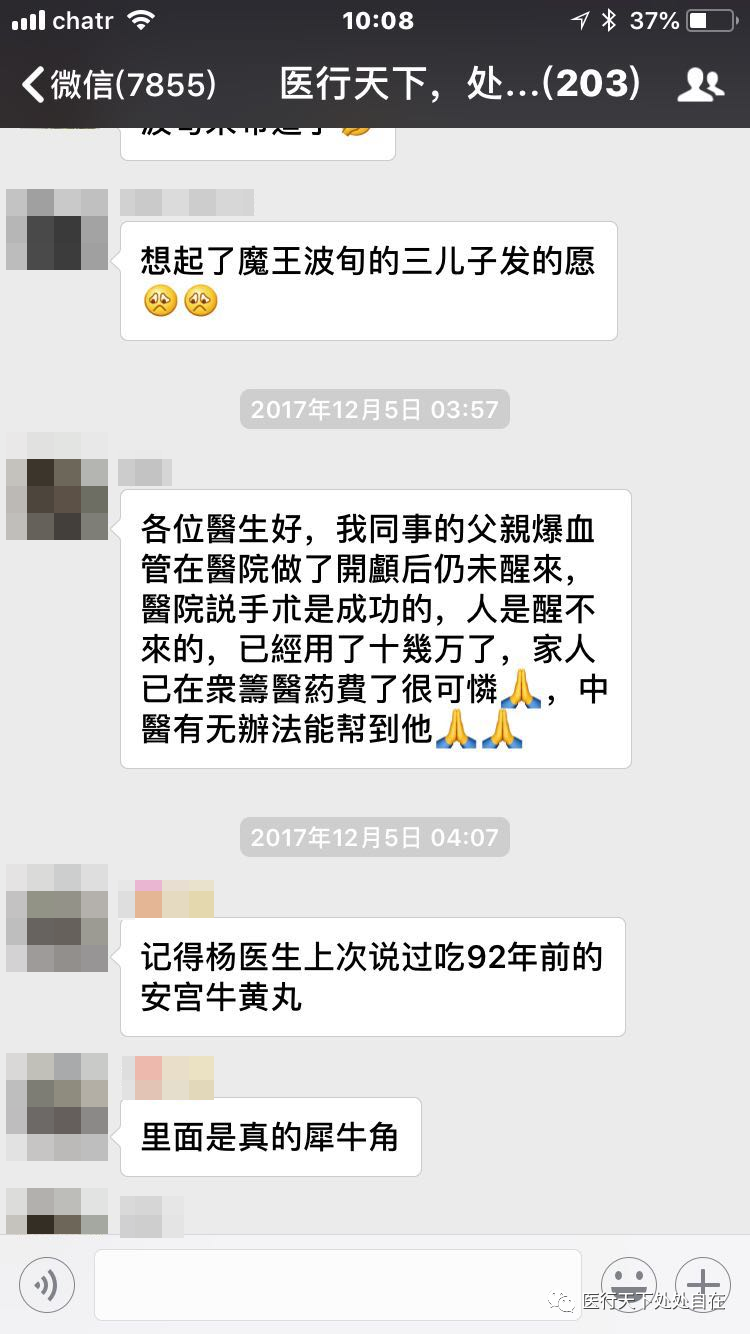 chatr 10:08 37%
微信(7855) 医行天下，处...(203)
想起了魔王波旬的三儿子发的愿
2017年12月5日 03:57
各位醫生好，我同事的父親爆血
管在醫院做了開顱后仍未醒來，
醫院説手朮是成功的，人是醒不
來的，已經用了十幾万了，家人
已在衆籌醫药費了很可憐🙏，中
醫有无辦法能幫到他🙏🙏
2017年12月5日 04:07
记得杨医生上次说过吃92年前的
安宫牛黄丸
里面是真的犀牛角
医行天下处处自在